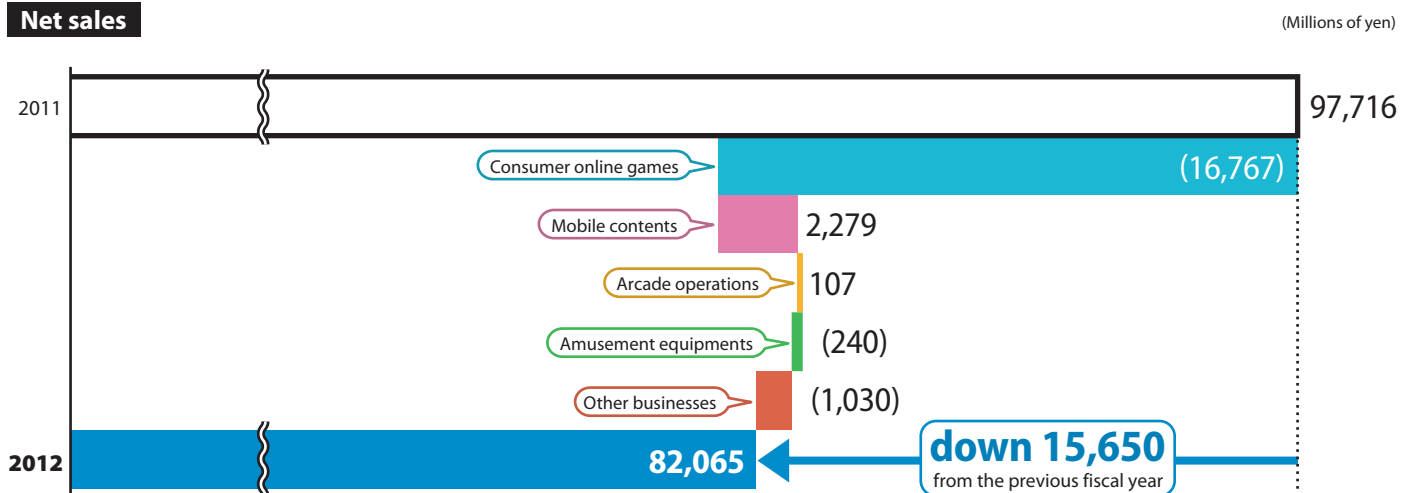 Net sales
(Millions of yen)
2011
97,716
Consumer online games
(16,767)
Mobile contents
2,279
Arcade operations
107
Amusement equipments
(240)
Other businesses
(1,030)
2012
82,065
down 15,650
from the previous fiscal year